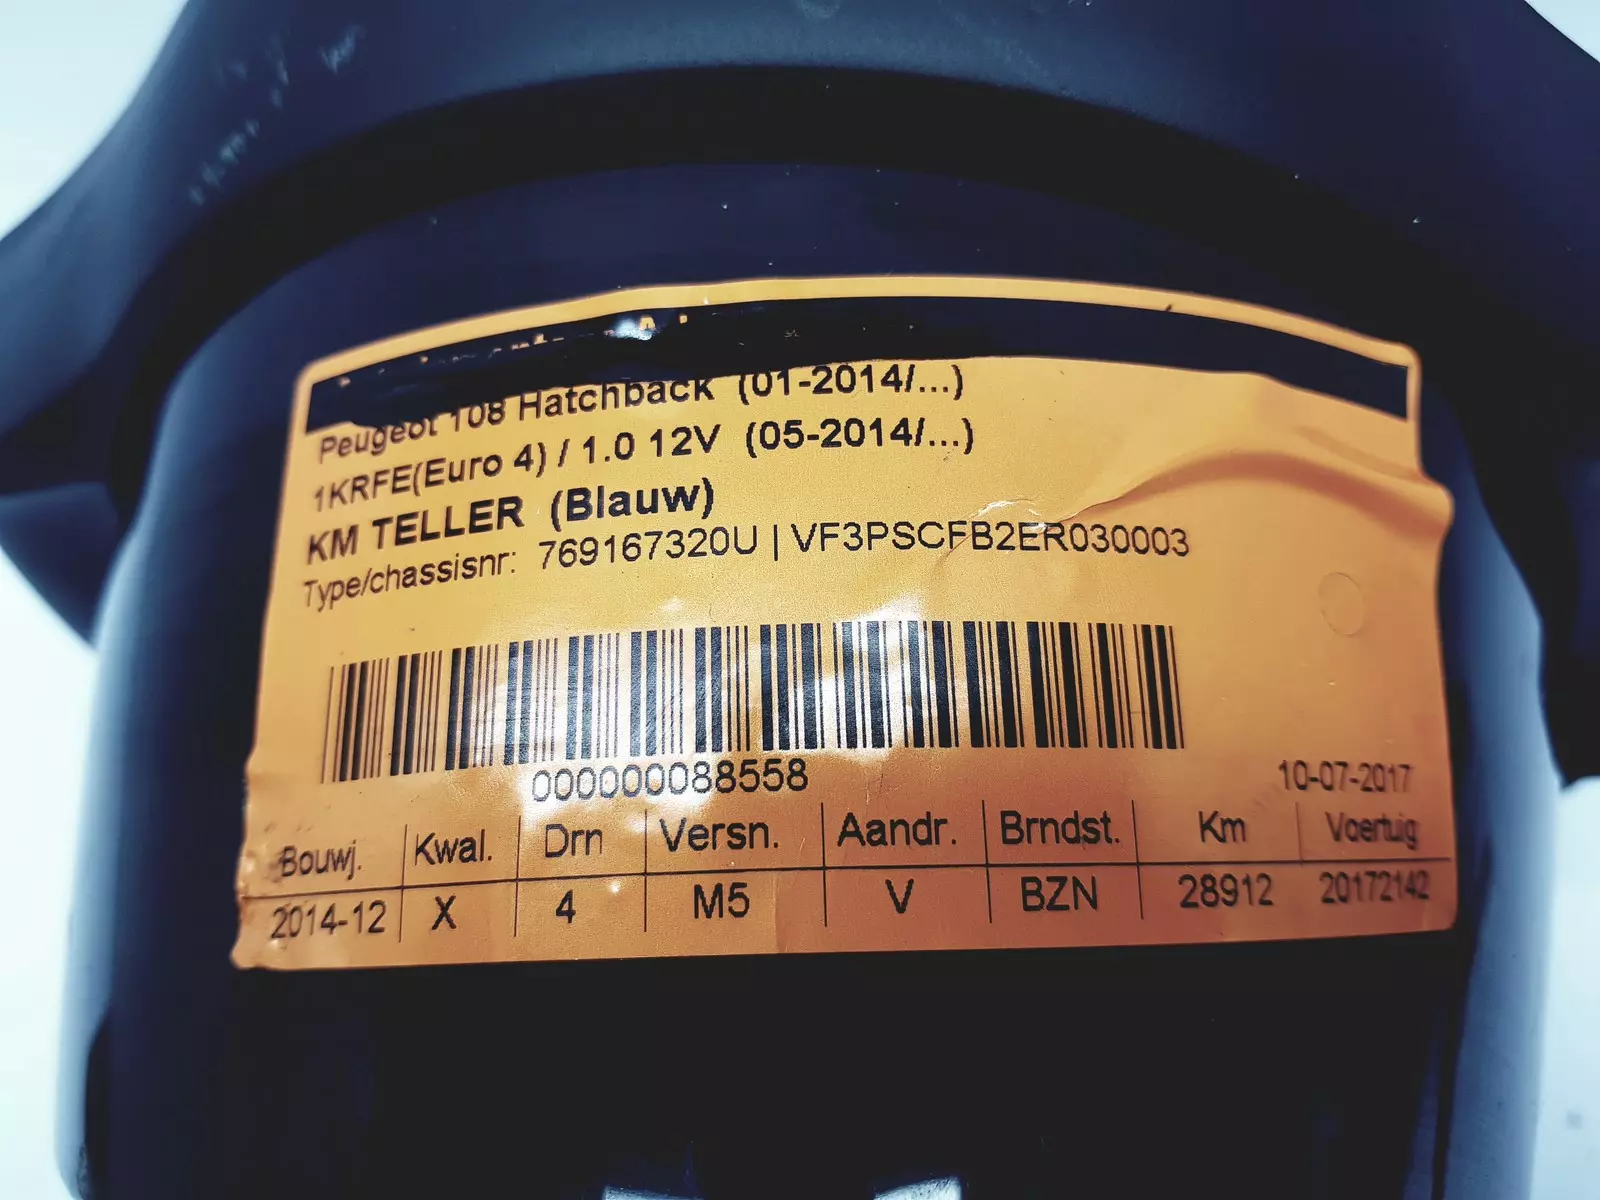 Peugeot 108 Hatchback (01-2014/...)
1KRFE(Euro 4) / 1.0 12V (05-2014/...)
KM TELLER (Blauw)
Type/chassisnr: 769167320U | VF3PSCFB2ER030003
000000088558
10-07-2017
Bouwj. Kwal. Drn Versn. Aandr. Brndst. Km Voertuig
2014-12 X 4 M5 V BZN 28912 20172142